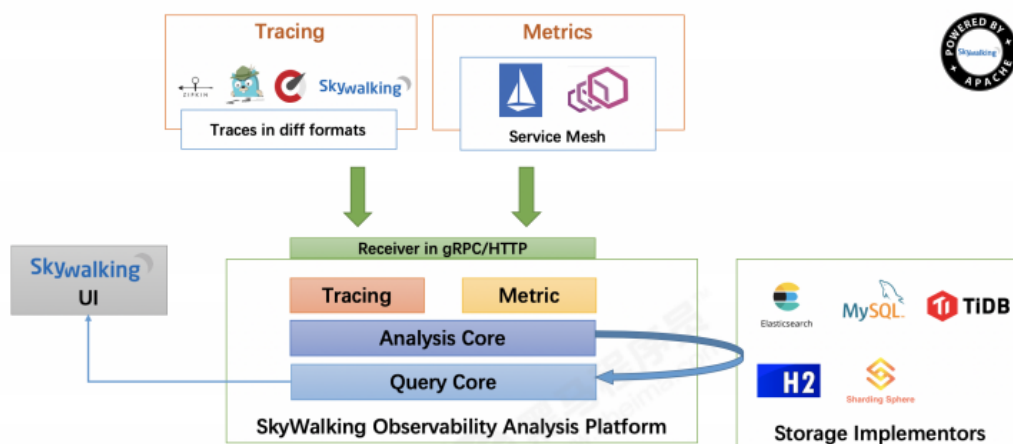 Tracing
Metrics
POWERED BY
Skywalking
APACHE
ZIPKIN
Skywalking
Traces in diff formats
Service Mesh
Receiver in gRPC/HTTP
Skywalking
UI
Tracing
Metric
Analysis Core
Query Core
SkyWalking Observability Analysis Platform
Elasticsearch
MySQL
TiDB
H2
Sharding Sphere
Storage Implementors